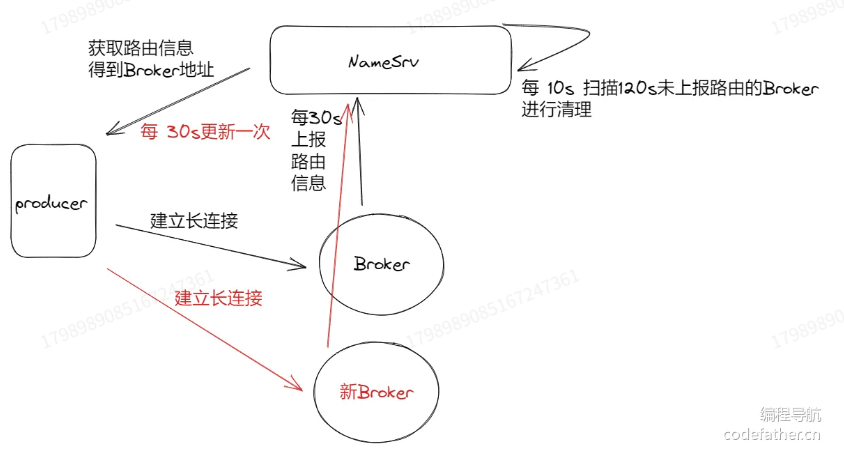 获取路由信息
得到Broker地址
NameSrv
每 10s 扫描120s未上报路由的Broker
进行清理
每 30s更新一次
每30s
上报
路由
信息
producer
建立长连接
Broker
建立长连接
新Broker
1798989085167247361
编程导航
codefather.cn